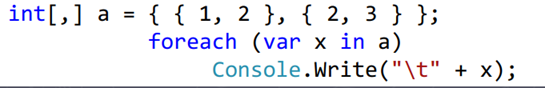 int[,] a = { { 1, 2 }, { 2, 3 } };
foreach (var x in a)
Console.Write("\t" + x);